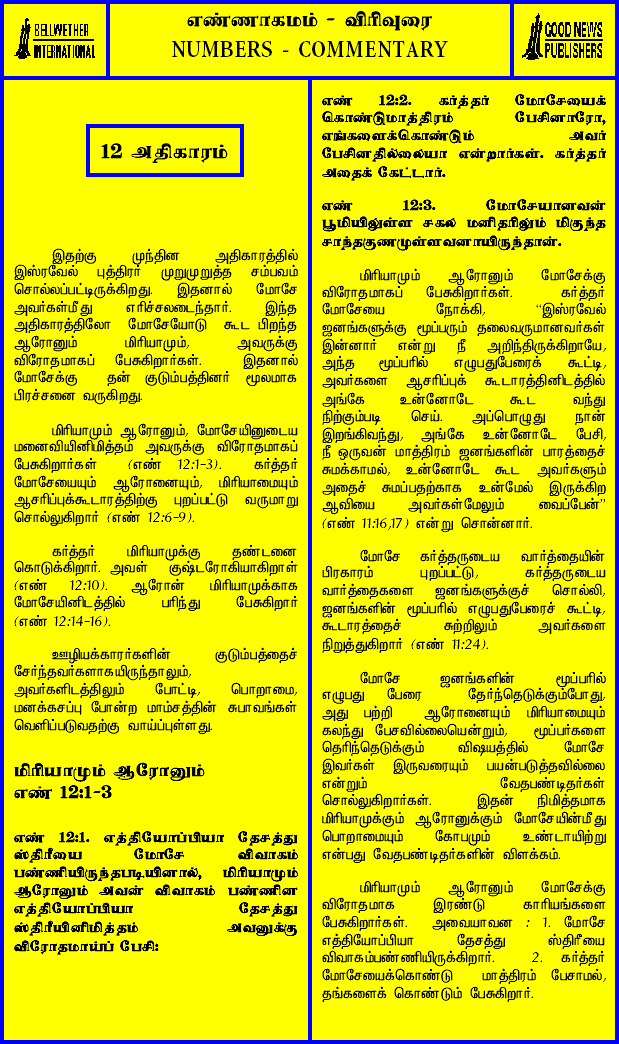 BELLWETHER
INTERNATIONAL
எண்ணாகமம் - விரிவுரை
NUMBERS - COMMENTARY
GOOD NEWS
PUBLISHERS
12 அதிகாரம்
இதற்கு முந்தின அதிகாரத்தில்
இஸ்ரவேல் புத்திரர் முறுமுறுத்த சம்பவம்
சொல்லப்பட்டிருக்கிறது. இதனால் மோசே
அவர்கள்மீது எரிச்சலடைந்தார். இந்த
அதிகாரத்திலோ மோசேயோடு கூட பிறந்த
ஆரோனும் மிரியாமும், அவருக்கு
விரோதமாகப் பேசுகிறார்கள். இதனால்
மோசேக்கு தன் குடும்பத்தினர் மூலமாக
பிரச்சனை வருகிறது.
மிரியாமும் ஆரோனும், மோசேயினுடைய
மனைவியினிமித்தம் அவருக்கு விரோதமாகப்
பேசுகிறார்கள் (எண் 12:1-3). கர்த்தர்
மோசேயையும் ஆரோனையும், மிரியாமையும்
ஆசரிப்புக்கூடாரத்திற்கு புறப்பட்டு வருமாறு
சொல்லுகிறார் (எண் 12:6-9).
கர்த்தர் மிரியாமுக்கு தண்டனை
கொடுக்கிறார். அவள் குஷ்டரோகியாகிறாள்
(எண் 12:10). ஆரோன் மிரியாமுக்காக
மோசேயினிடத்தில் பரிந்து பேசுகிறார்
(எண் 12:14-16).
ஊழியக்காரர்களின் குடும்பத்தைச்
சேர்ந்தவர்களாகயிருந்தாலும்,
அவர்களிடத்திலும் போட்டி, பொறாமை,
மனக்கசப்பு போன்ற மாம்சத்தின் சுபாவங்கள்
வெளிப்படுவதற்கு வாய்ப்புள்ளது.
மிரியாமும் ஆரோனும்
எண் 12:1-3
எண் 12:1. எத்தியோப்பியா தேசத்து
ஸ்திரீயை மோசே விவாகம்
பண்ணியிருந்தபடியினால், மிரியாமும்
ஆரோனும் அவன் விவாகம் பண்ணின
எத்தியோப்பியா தேசத்து
ஸ்திரீயினிமித்தம் அவனுக்கு
விரோதமாய்ப் பேசி:
எண் 12:2. கர்த்தர் மோசேயைக்
கொண்டுமாத்திரம் பேசினாரோ,
எங்களைக்கொண்டும் அவர்
பேசினதில்லையா என்றார்கள். கர்த்தர்
அதைக் கேட்டார்.
எண் 12:3. மோசேயானவன்
பூமியிலுள்ள சகல மனிதரிலும் மிகுந்த
சாந்தகுணமுள்ளவனாயிருந்தான்.
மிரியாமும் ஆரோனும் மோசேக்கு
விரோதமாகப் பேசுகிறார்கள். கர்த்தர்
மோசேயை நோக்கி, “இஸ்ரவேல்
ஜனங்களுக்கு மூப்பரும் தலைவருமானவர்கள்
இன்னார் என்று நீ அறிந்திருக்கிறாயே,
அந்த மூப்பரில் எழுபதுபேரைக் கூட்டி,
அவர்களை ஆசரிப்புக் கூடாரத்தினிடத்தில்
அங்கே உன்னோடே கூட வந்து
நிற்கும்படி செய். அப்பொழுது நான்
இறங்கிவந்து, அங்கே உன்னோடே பேசி,
நீ ஒருவன் மாத்திரம் ஜனங்களின் பாரத்தைச்
சுமக்காமல், உன்னோடே கூட அவர்களும்
அதைச் சுமப்பதற்காக உன்மேல் இருக்கிற
ஆவியை அவர்கள்மேலும் வைப்பேன்”
(எண் 11:16,17) என்று சொன்னார்.
மோசே கர்த்தருடைய வார்த்தையின்
பிரகாரம் புறப்பட்டு, கர்த்தருடைய
வார்த்தைகளை ஜனங்களுக்குச் சொல்லி,
ஜனங்களின் மூப்பரில் எழுபதுபேரைச் கூட்டி,
கூடாரத்தைச் சுற்றிலும் அவர்களை
நிறுத்துகிறார் (எண் 11:24).
மோசே ஜனங்களின் மூப்பரில்
எழுபது பேரை தேர்ந்தெடுக்கும்போது,
அது பற்றி ஆரோனையும் மிரியாமையும்
கலந்து பேசவில்லையென்றும், மூப்பர்களை
தெரிந்தெடுக்கும் விஷயத்தில் மோசே
இவர்கள் இருவரையும் பயன்படுத்தவில்லை
என்றும் வேதபண்டிதர்கள்
சொல்லுகிறார்கள். இதன் நிமித்தமாக
மிரியாமுக்கும் ஆரோனுக்கும் மோசேயின்மீது
பொறாமையும் கோபமும் உண்டாயிற்று
என்பது வேதபண்டிதர்களின் விளக்கம்.
மிரியாமும் ஆரோனும் மோசேக்கு
விரோதமாக இரண்டு காரியங்களை
பேசுகிறார்கள். அவையாவன : 1. மோசே
எத்தியோப்பியா தேசத்து ஸ்திரீயை
விவாகம்பண்ணியிருக்கிறார். 2. கர்த்தர்
மோசேயைக்கொண்டு மாத்திரம் பேசாமல்,
தங்களைக் கொண்டும் பேசுகிறார்.